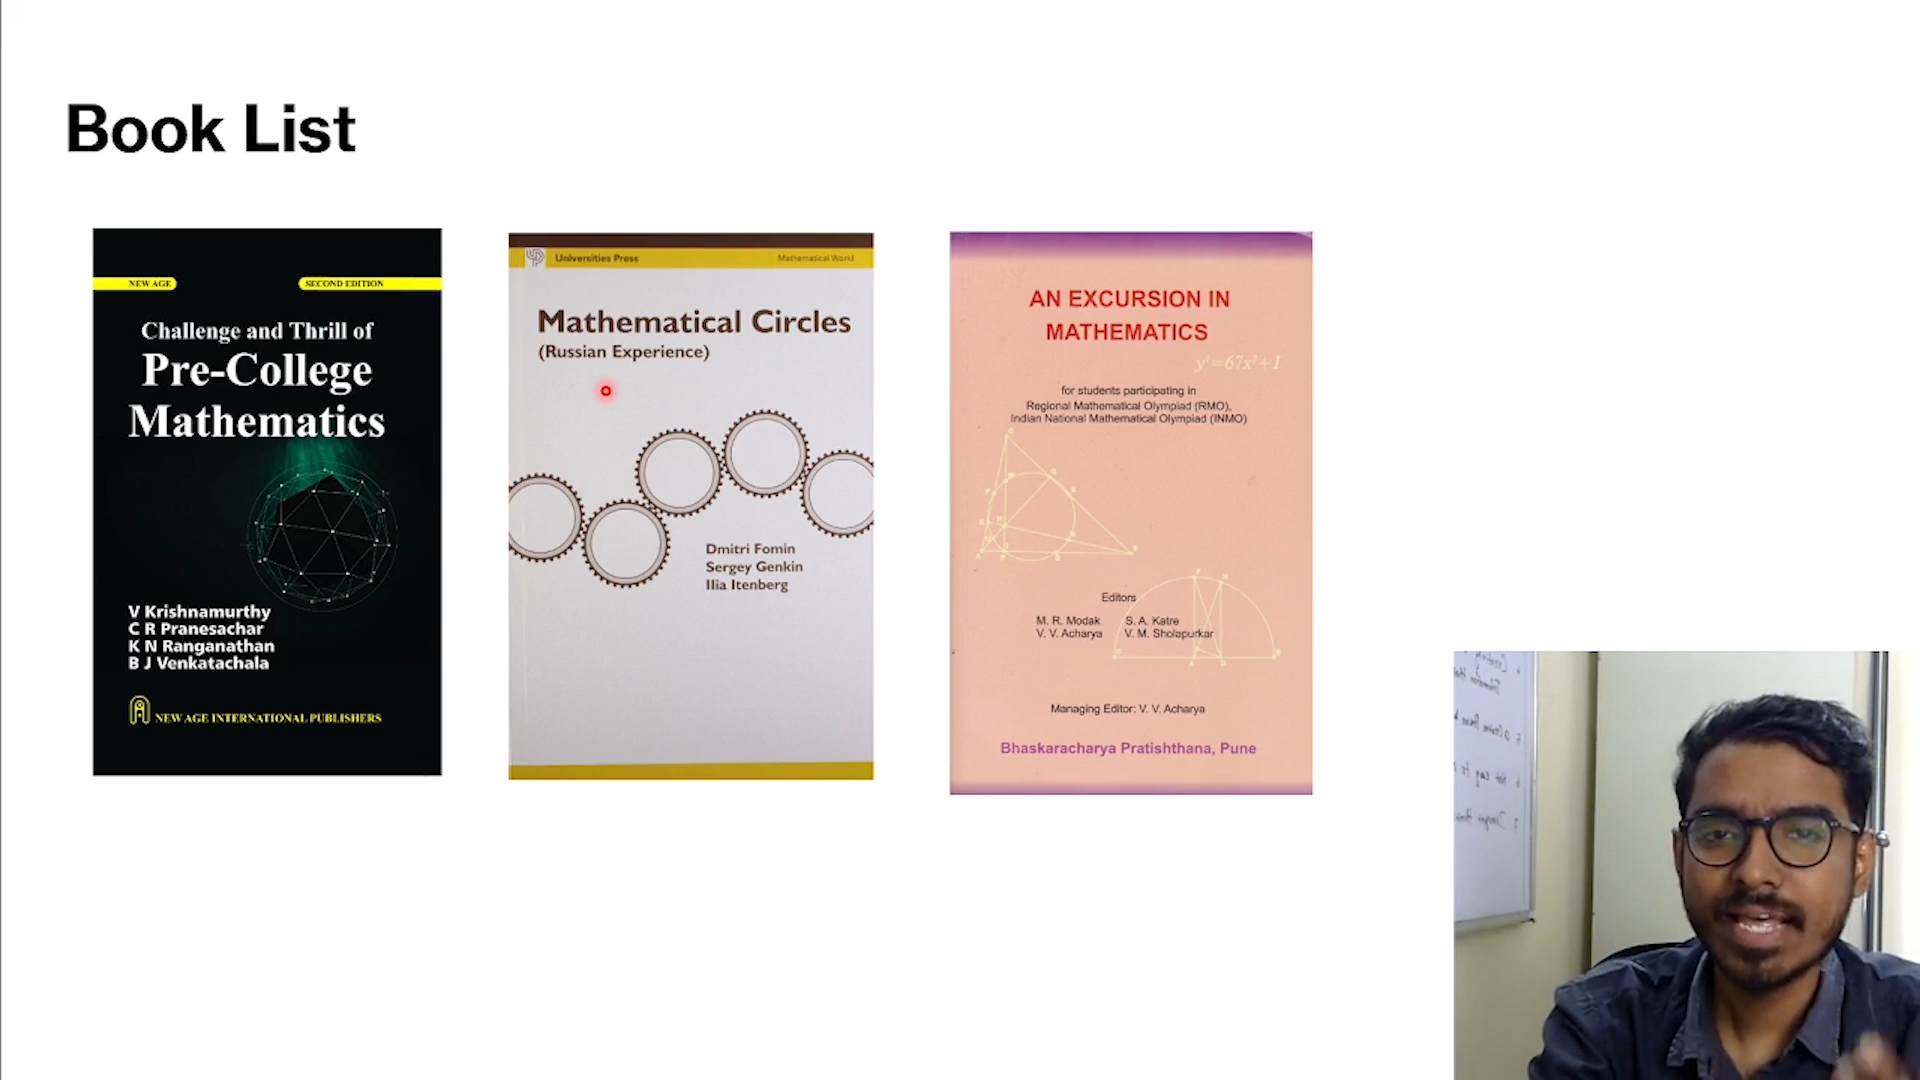 Book List
NEW AGE
SECOND EDITION
Challenge and Thrill of
Pre-College
Mathematics
V Krishnamurthy
C R Pranesachar
K N Ranganathan
B J Venkatachala
NEW AGE INTERNATIONAL PUBLISHERS
Universities Press
Mathematical World
Mathematical Circles
(Russian Experience)
Dmitri Fomin
Sergey Genkin
Ilia Itenberg
AN EXCURSION IN
MATHEMATICS
y²=67x²+1
for students participating in
Regional Mathematical Olympiad (RMO),
Indian National Mathematical Olympiad (INMO)
Editors
M. R. Modak S. A. Katre
V. V. Acharya V. M. Sholapurkar
Managing Editor: V. V. Acharya
Bhaskaracharya Pratishthana, Pune